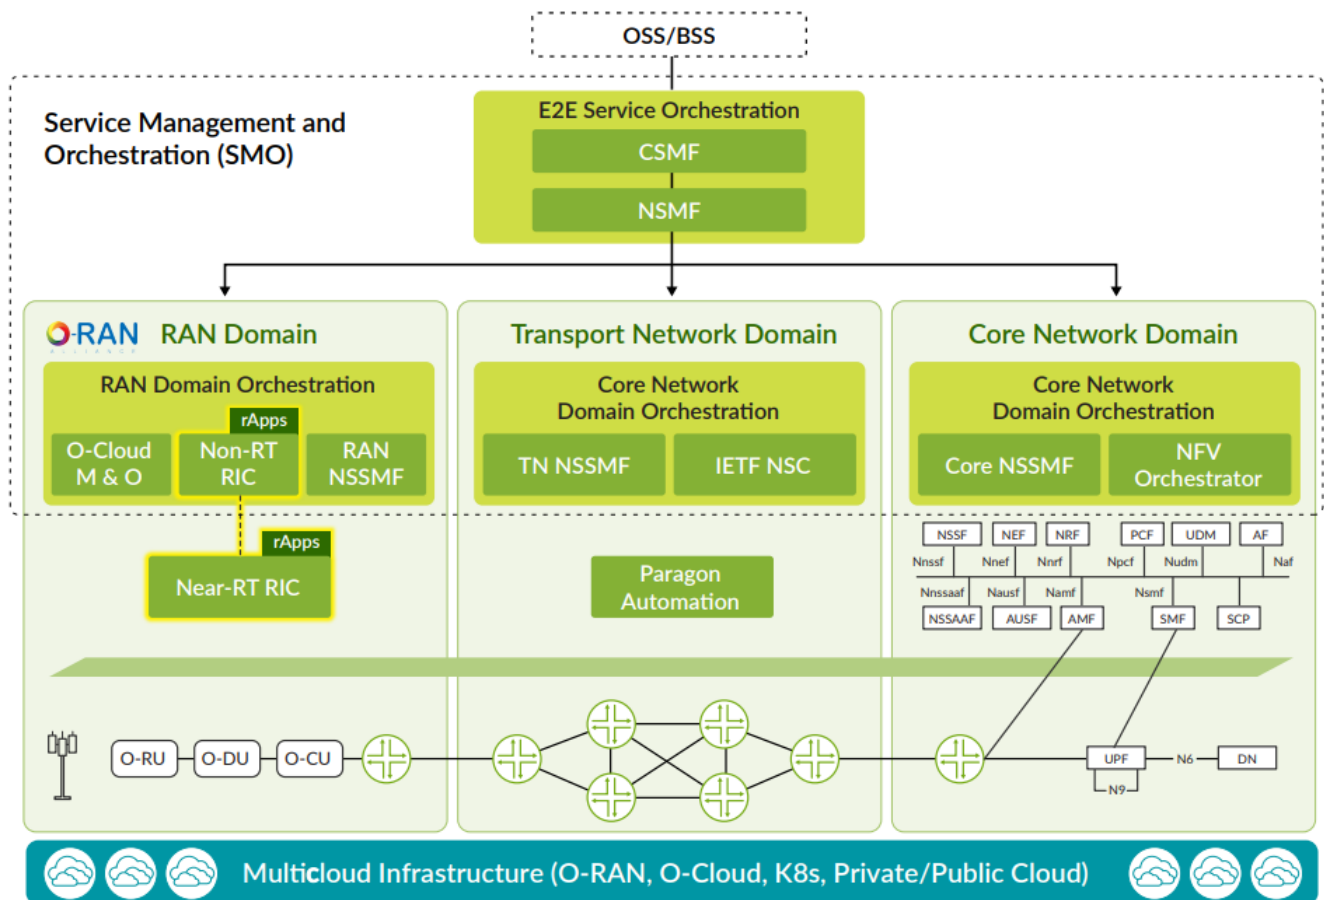 OSS/BSS
Service Management and
Orchestration (SMO)
E2E Service Orchestration
CSMF
NSMF
O-RAN
ALLIANCE
RAN Domain
RAN Domain Orchestration
rApps
O-Cloud
M & O
Non-RT
RIC
RAN
NSSMF
rApps
Near-RT RIC
Transport Network Domain
Core Network
Domain Orchestration
TN NSSMF
IETF NSC
Paragon
Automation
Core Network Domain
Core Network
Domain Orchestration
Core NSSMF
NFV
Orchestrator
NSSF
NEF
NRF
PCF
UDM
AF
Nnssf
Nnef
Nnrf
Npcf
Nudm
Naf
Nnssaaf
Nausf
Namf
Nsmf
NSSAAF
AUSF
AMF
SMF
SCP
O-RU
O-DU
O-CU
UPF
N6
DN
N9
Multicloud Infrastructure (O-RAN, O-Cloud, K8s, Private/Public Cloud)